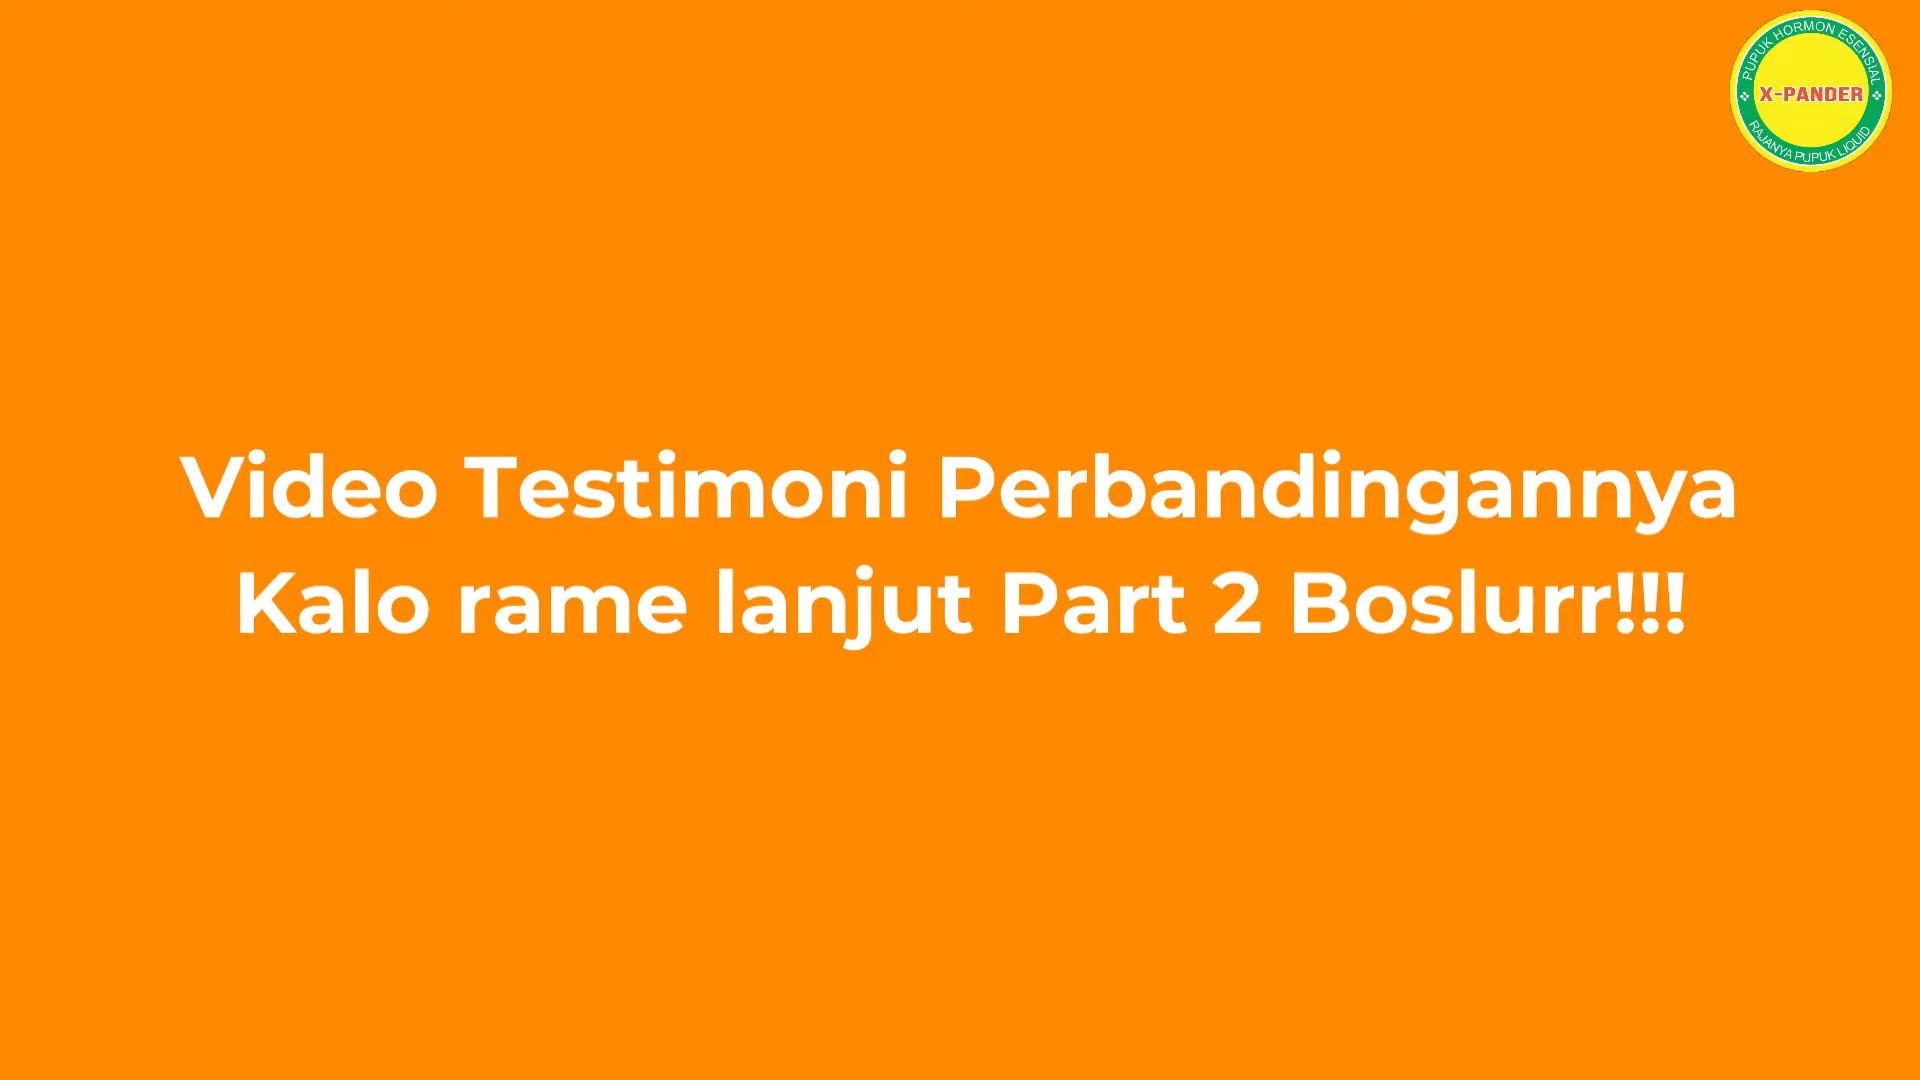 PUPUK HORMON ESENSIAL
X-PANDER
RAJANYA PUPUK LIQUID
Video Testimoni Perbandingannya
Kalo rame lanjut Part 2 Boslurr!!!